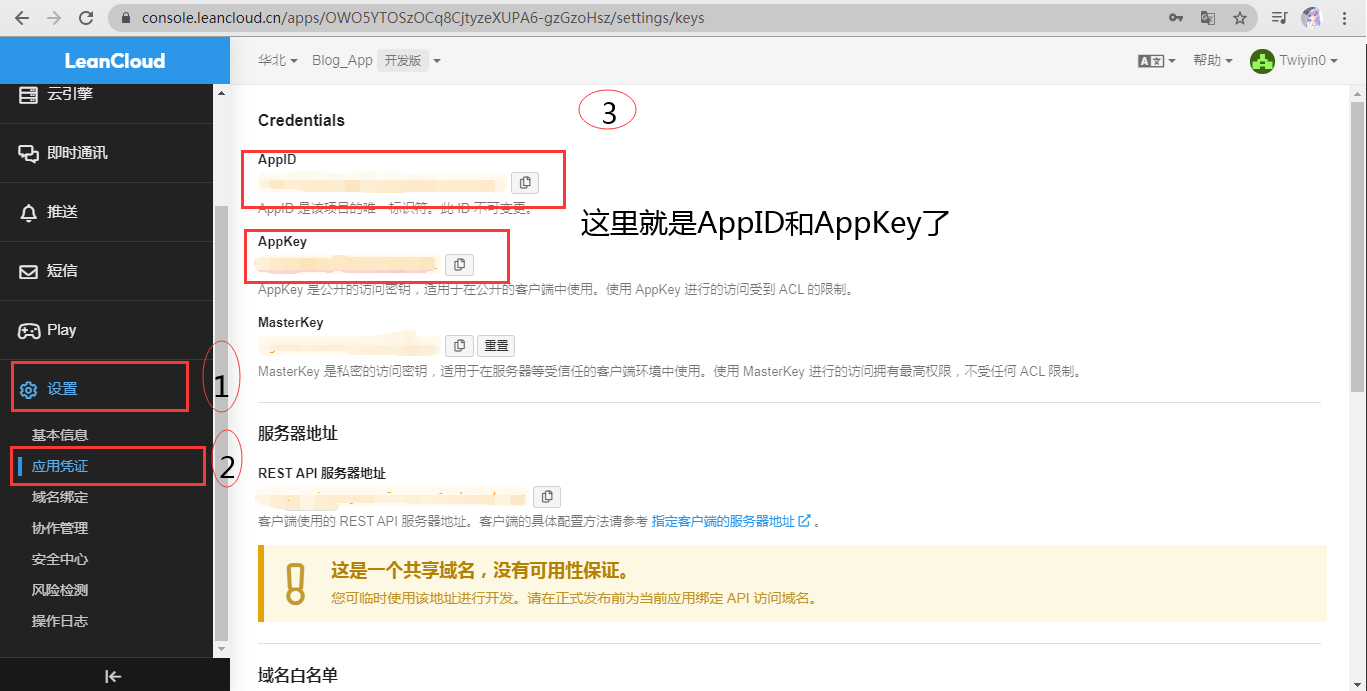 console.leancloud.cn/apps/OWO5YTOSzOCq8CjtyzeXUPA6-gzGzoHsz/settings/keys
LeanCloud
华北 Blog_App 开发版
帮助 Twiyin0
云引擎
即时通讯
推送
短信
Play
设置
1
基本信息
应用凭证
2
域名绑定
协作管理
安全中心
风险检测
操作日志
3
Credentials
AppID
AppID 是该项目的唯一标识符。此 ID 不可变更。
这里就是AppID和AppKey了
AppKey
AppKey 是公开的访问密钥，适用于在公开的客户端中使用。使用 AppKey 进行的访问受到 ACL 的限制。
MasterKey
重置
MasterKey 是私密的访问密钥，适用于在服务器等受信任的客户端环境中使用。使用 MasterKey 进行的访问拥有最高权限，不受任何 ACL 限制。
服务器地址
REST API 服务器地址
客户端使用的 REST API 服务器地址。客户端的具体配置方法请参考 指定客户端的服务器地址 。
这是一个共享域名，没有可用性保证。
您可临时使用该地址进行开发。请在正式发布前为当前应用绑定 API 访问域名。
域名白名单